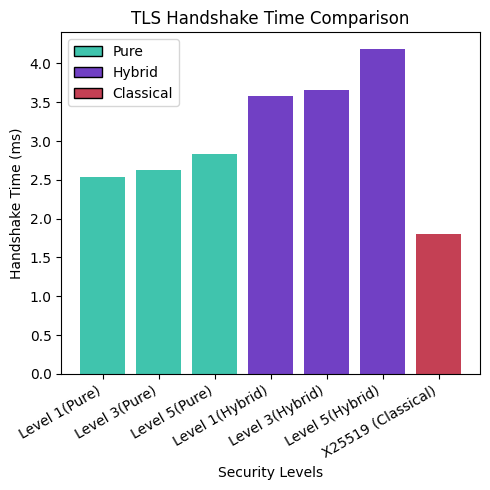 TLS Handshake Time Comparison
Pure
Hybrid
Classical
Handshake Time (ms)
4.0
3.5
3.0
2.5
2.0
1.5
1.0
0.5
0.0
Level 1(Pure)
Level 3(Pure)
Level 5(Pure)
Level 1(Hybrid)
Level 3(Hybrid)
Level 5(Hybrid)
X25519 (Classical)
Security Levels